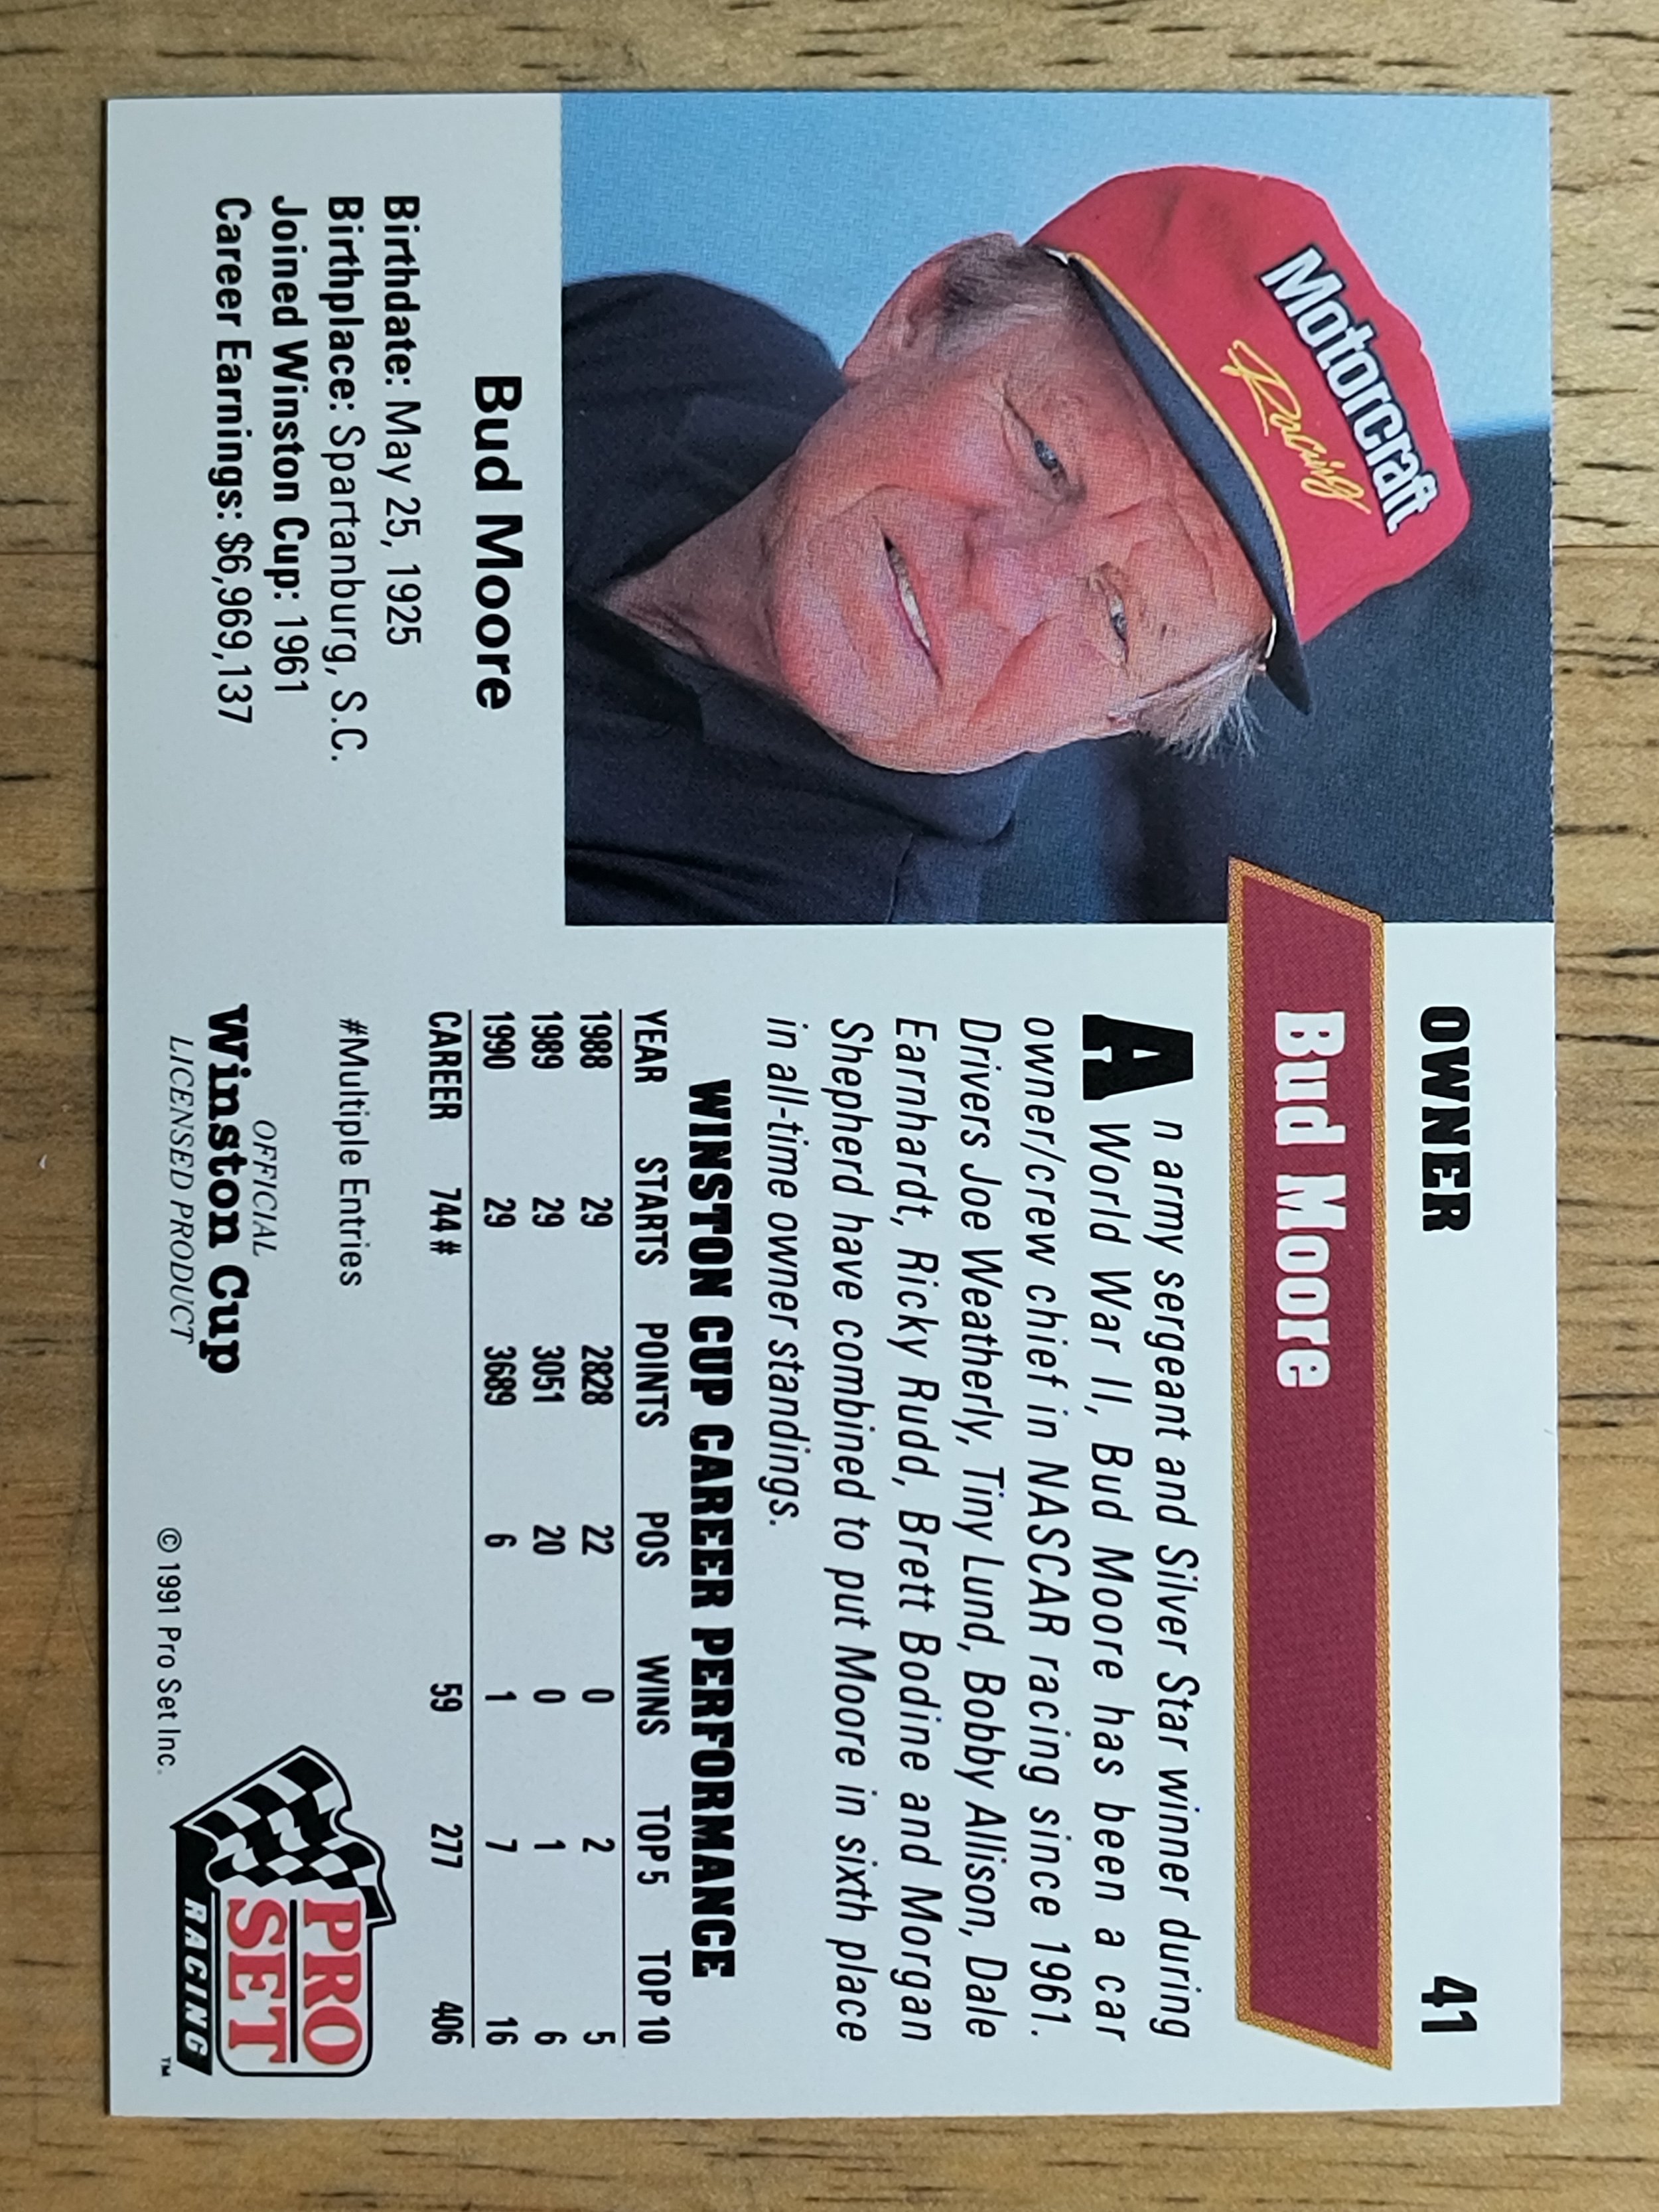 Motorcraft
Racing
Bud Moore
Birthdate: May 25, 1925
Birthplace: Spartanburg, S.C.
Joined Winston Cup: 1961
Career Earnings: $6,969,137
OWNER 41
Bud Moore
An army sergeant and Silver Star winner during
World War II, Bud Moore has been a car
owner/crew chief in NASCAR racing since 1961.
Drivers Joe Weatherly, Tiny Lund, Bobby Allison, Dale
Earnhardt, Ricky Rudd, Brett Bodine and Morgan
Shepherd have combined to put Moore in sixth place
in all-time owner standings.
WINSTON CUP CAREER PERFORMANCE
YEAR STARTS POINTS POS WINS TOP 5 TOP 10
1988 29 2828 22 0 2 5
1989 29 3051 20 0 1 6
1990 29 3689 6 1 7 16
CAREER 744 # 59 277 406
#Multiple Entries
OFFICIAL
Winston Cup
LICENSED PRODUCT
© 1991 Pro Set Inc.
PRO
SET
RACING
™